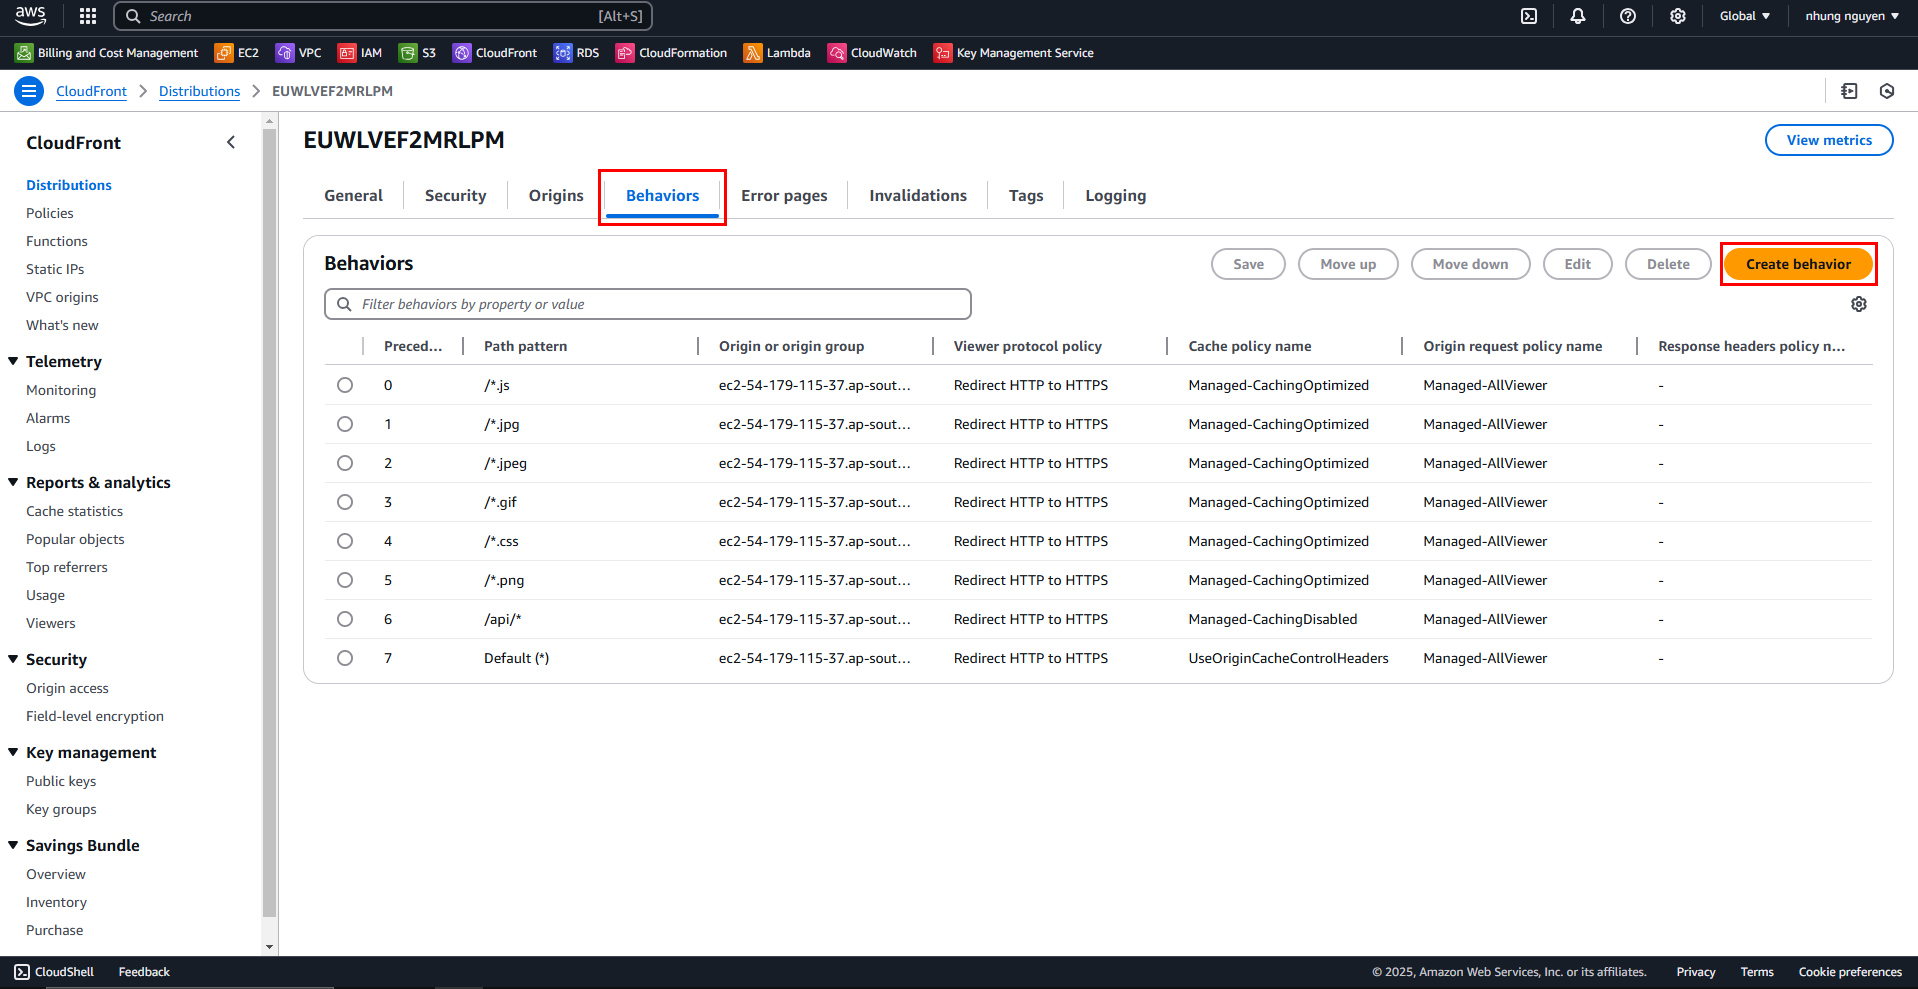 aws Search [Alt+S] Global nhung nguyen
Billing and Cost Management EC2 VPC IAM S3 CloudFront RDS CloudFormation Lambda CloudWatch Key Management Service
CloudFront Distributions EUWLVEF2MRLPM
CloudFront
Distributions
Policies
Functions
Static IPs
VPC origins
What's new
Telemetry
Monitoring
Alarms
Logs
Reports & analytics
Cache statistics
Popular objects
Top referrers
Usage
Viewers
Security
Origin access
Field-level encryption
Key management
Public keys
Key groups
Savings Bundle
Overview
Inventory
Purchase
EUWLVEF2MRLPM View metrics
General Security Origins Behaviors Error pages Invalidations Tags Logging
Behaviors Save Move up Move down Edit Delete Create behavior
Filter behaviors by property or value
Preced... Path pattern Origin or origin group Viewer protocol policy Cache policy name Origin request policy name Response headers policy n...
0 /*.js ec2-54-179-115-37.ap-sout... Redirect HTTP to HTTPS Managed-CachingOptimized Managed-AllViewer -
1 /*.jpg ec2-54-179-115-37.ap-sout... Redirect HTTP to HTTPS Managed-CachingOptimized Managed-AllViewer -
2 /*.jpeg ec2-54-179-115-37.ap-sout... Redirect HTTP to HTTPS Managed-CachingOptimized Managed-AllViewer -
3 /*.gif ec2-54-179-115-37.ap-sout... Redirect HTTP to HTTPS Managed-CachingOptimized Managed-AllViewer -
4 /*.css ec2-54-179-115-37.ap-sout... Redirect HTTP to HTTPS Managed-CachingOptimized Managed-AllViewer -
5 /*.png ec2-54-179-115-37.ap-sout... Redirect HTTP to HTTPS Managed-CachingOptimized Managed-AllViewer -
6 /api/* ec2-54-179-115-37.ap-sout... Redirect HTTP to HTTPS Managed-CachingDisabled Managed-AllViewer -
7 Default (*) ec2-54-179-115-37.ap-sout... Redirect HTTP to HTTPS UseOriginCacheControlHeaders Managed-AllViewer -
CloudShell Feedback © 2025, Amazon Web Services, Inc. or its affiliates. Privacy Terms Cookie preferences